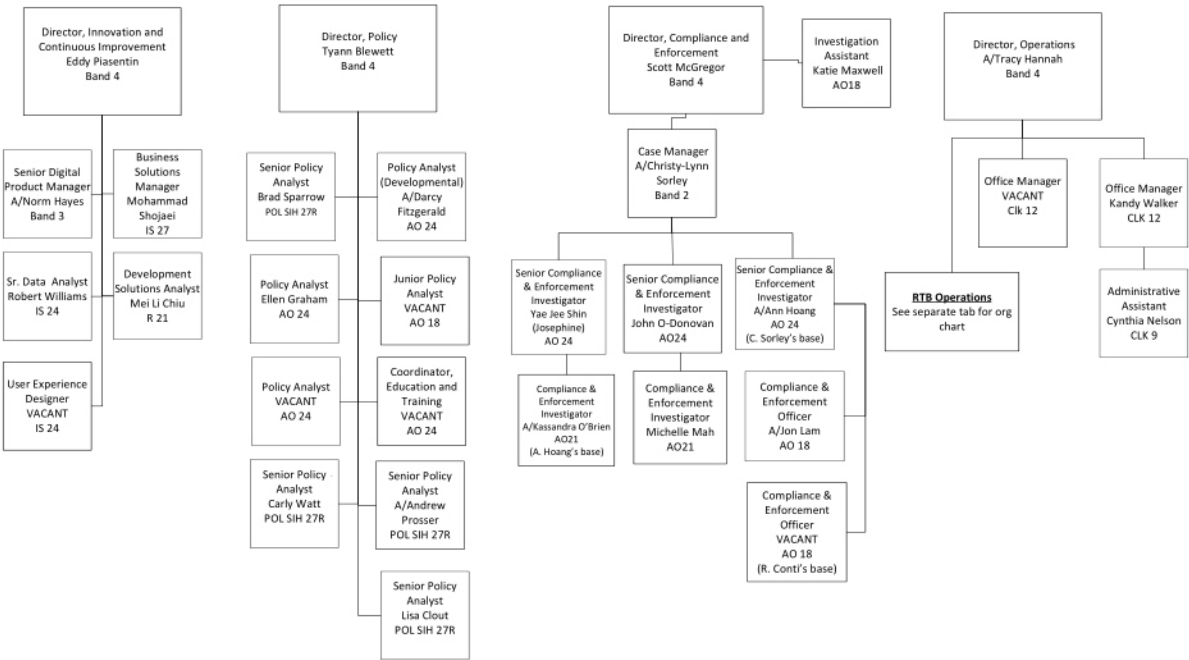 Director, Innovation and
Continuous Improvement
Eddy Piasentin
Band 4
Senior Digital
Product Manager
A/Norm Hayes
Band 3
Business
Solutions
Manager
Mohammad
Shojaei
IS 27
Sr. Data Analyst
Robert Williams
IS 24
Development
Solutions Analyst
Mei Li Chiu
R 21
User Experience
Designer
VACANT
IS 24
Director, Policy
Tyann Blewett
Band 4
Senior Policy
Analyst
Brad Sparrow
POL SIH 27R
Policy Analyst
(Developmental)
A/Darcy
Fitzgerald
AO 24
Policy Analyst
Ellen Graham
AO 24
Junior Policy
Analyst
VACANT
AO 18
Policy Analyst
VACANT
AO 24
Coordinator,
Education and
Training
VACANT
AO 24
Senior Policy
Analyst
Carly Watt
POL SIH 27R
Senior Policy
Analyst
A/Andrew
Prosser
POL SIH 27R
Senior Policy
Analyst
Lisa Clout
POL SIH 27R
Director, Compliance and
Enforcement
Scott McGregor
Band 4
Investigation
Assistant
Katie Maxwell
AO18
Case Manager
A/Christy-Lynn
Sorley
Band 2
Senior Compliance
& Enforcement
Investigator
Yae Jee Shin
(Josephine)
AO 24
Senior Compliance
& Enforcement
Investigator
John O-Donovan
AO24
Senior Compliance &
Enforcement
Investigator
A/Ann Hoang
AO 24
(C. Sorley's base)
Compliance &
Enforcement
Investigator
A/Kassandra O'Brien
AO21
(A. Hoang's base)
Compliance &
Enforcement
Investigator
Michelle Mah
AO21
Compliance &
Enforcement
Officer
A/Jon Lam
AO 18
Compliance &
Enforcement
Officer
VACANT
AO 18
(R. Conti's base)
Director, Operations
A/Tracy Hannah
Band 4
Office Manager
VACANT
Clk 12
Office Manager
Kandy Walker
CLK 12
RTB Operations
See separate tab for org
chart
Administrative
Assistant
Cynthia Nelson
CLK 9